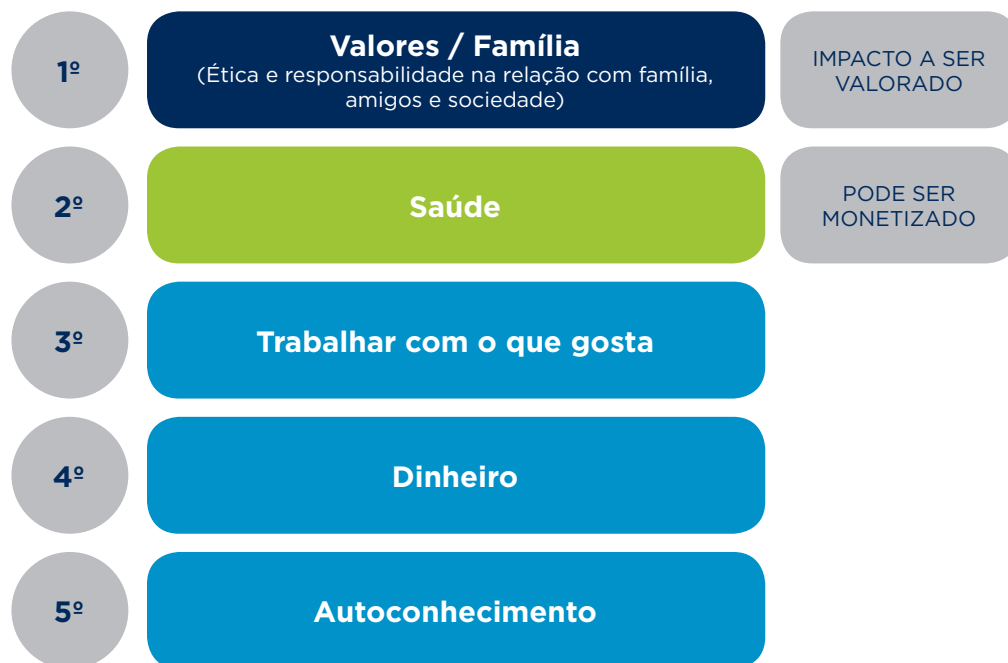 1º
Valores / Família
(Ética e responsabilidade na relação com família,
amigos e sociedade)
IMPACTO A SER
VALORADO
2º
Saúde
PODE SER
MONETIZADO
3º
Trabalhar com o que gosta
4º
Dinheiro
5º
Autoconhecimento